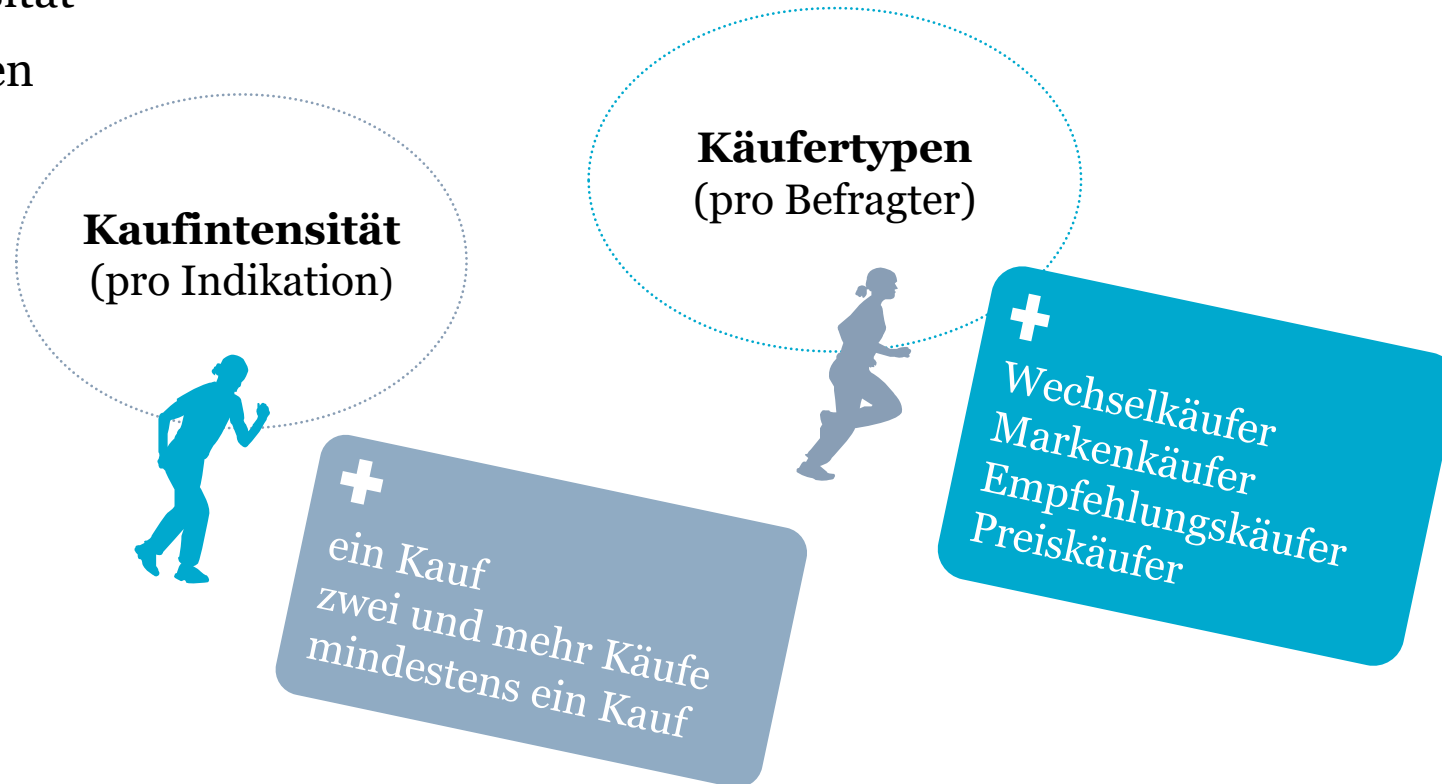 Kaufintensität
(pro Indikation)
ein Kauf
zwei und mehr Käufe
mindestens ein Kauf
Käufertypen
(pro Befragter)
Wechselkäufer
Markenkäufer
Empfehlungskäufer
Preiskäufer